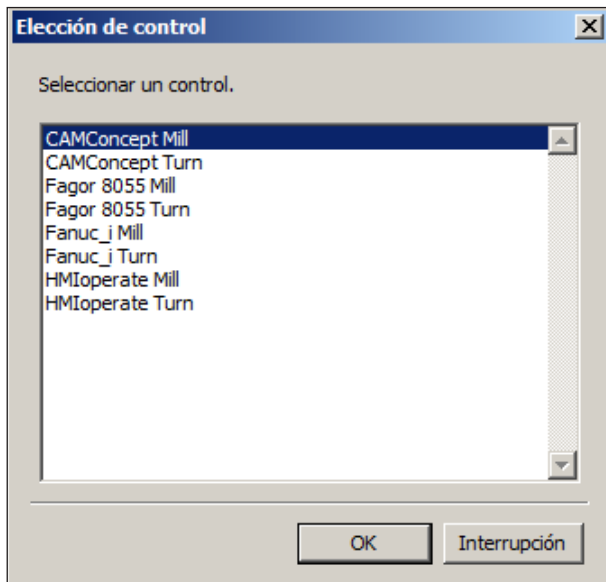 Elección de control
Seleccionar un control.
CAMConcept Mill
CAMConcept Turn
Fagor 8055 Mill
Fagor 8055 Turn
Fanuc_i Mill
Fanuc_i Turn
HMIoperate Mill
HMIoperate Turn
OK Interrupción